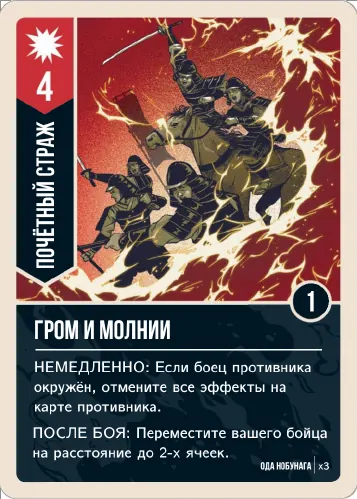 4
ПОЧЁТНЫЙ СТРАЖ
1
ГРОМ И МОЛНИИ
НЕМЕДЛЕННО: Если боец противника
окружён, отмените все эффекты на
карте противника.
ПОСЛЕ БОЯ: Переместите вашего бойца
на расстояние до 2-х ячеек.
ОДА НОБУНАГА | x3